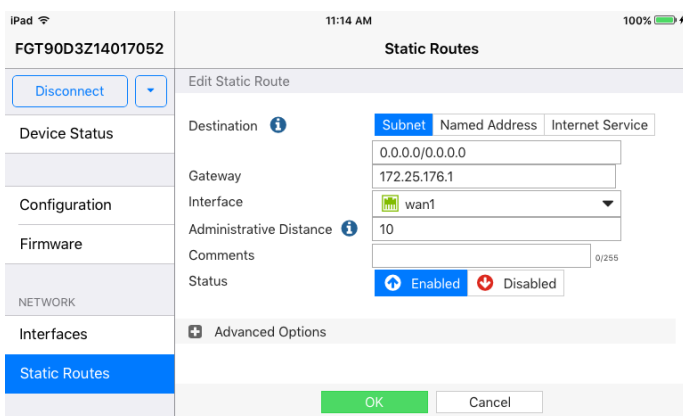 iPad 11:14 AM 100%
FGT90D3Z14017052
Static Routes
Disconnect
Device Status
Configuration
Firmware
NETWORK
Interfaces
Static Routes
Edit Static Route
Destination Subnet Named Address Internet Service
0.0.0.0/0.0.0.0
Gateway 172.25.176.1
Interface wan1
Administrative Distance 10
Comments 0/255
Status Enabled Disabled
Advanced Options
OK Cancel